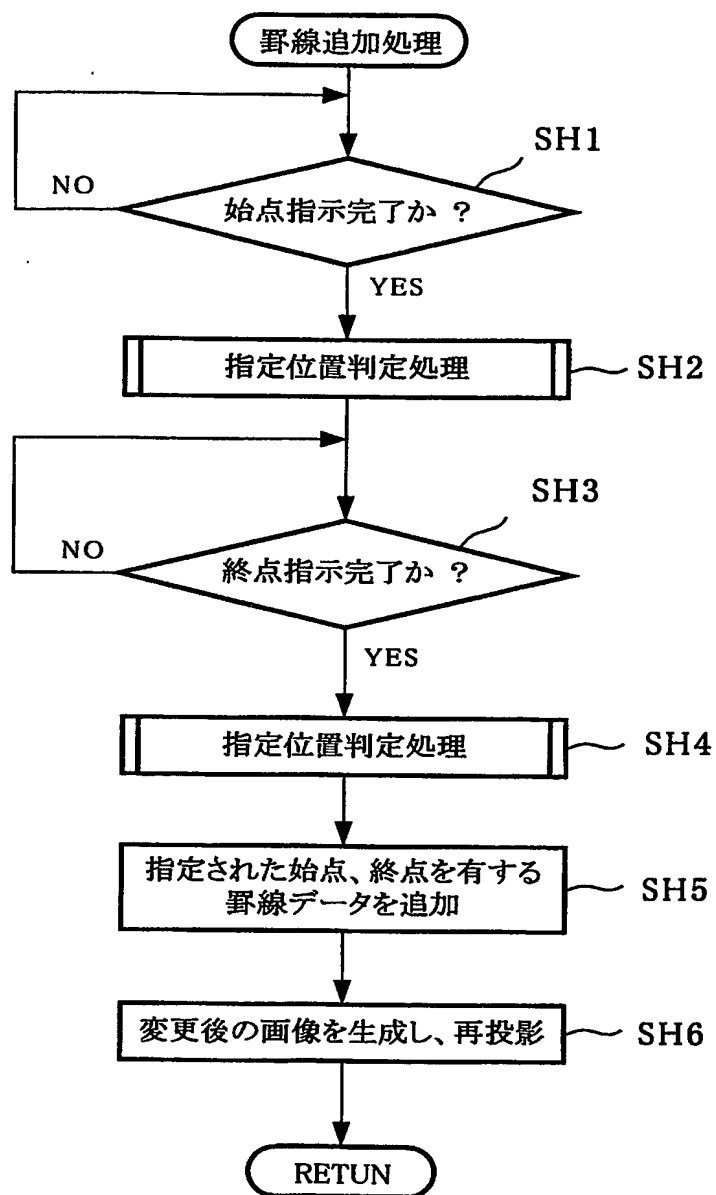 罫線追加処理
SH1
NO
始点指示完了か ?
YES
指定位置判定処理
SH2
SH3
NO
終点指示完了か ?
YES
指定位置判定処理
SH4
指定された始点、終点を有する
罫線データを追加
SH5
変更後の画像を生成し、再投影
SH6
RETUN